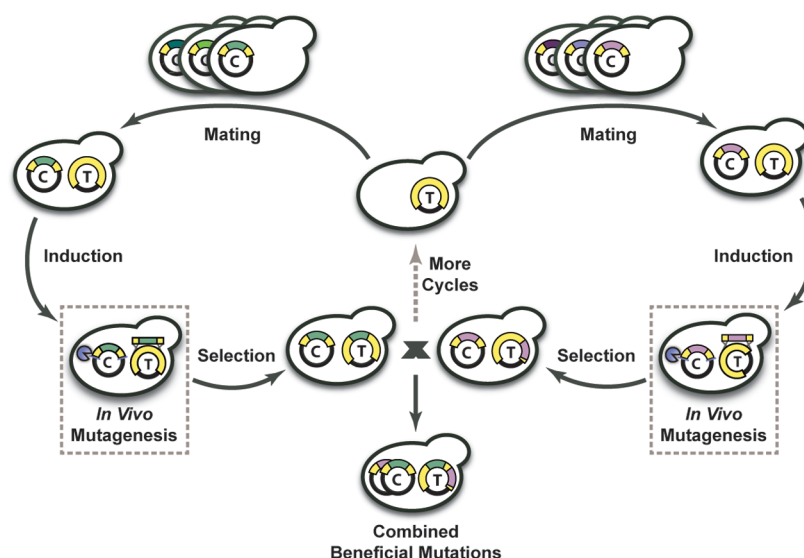 C C C
C C C
Mating
Mating
C T
T
C T
Induction
More
Cycles
Induction
C T
Selection
C T
C T
Selection
C T
In Vivo
Mutagenesis
In Vivo
Mutagenesis
C T
Combined
Beneficial Mutations